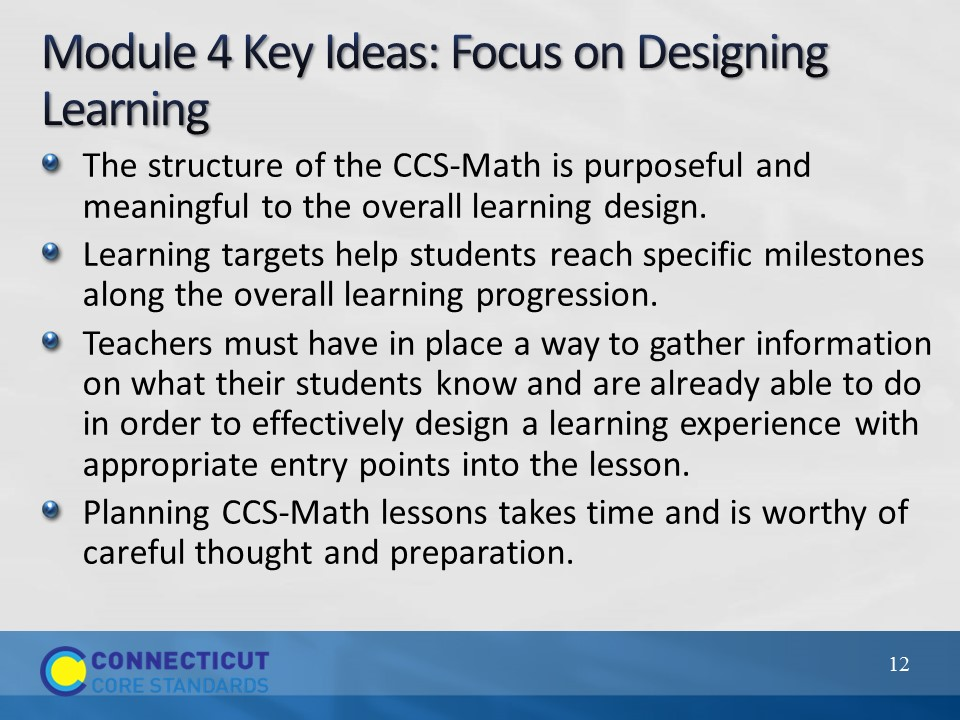 Module 4 Key Ideas: Focus on Designing
Learning
The structure of the CCS-Math is purposeful and
meaningful to the overall learning design.
Learning targets help students reach specific milestones
along the overall learning progression.
Teachers must have in place a way to gather information
on what their students know and are already able to do
in order to effectively design a learning experience with
appropriate entry points into the lesson.
Planning CCS-Math lessons takes time and is worthy of
careful thought and preparation.
CONNECTICUT
CORE STANDARDS
12